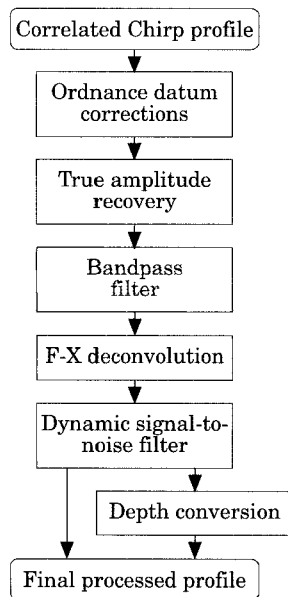 Correlated Chirp profile
Ordnance datum
corrections
True amplitude
recovery
Bandpass
filter
F-X deconvolution
Dynamic signal-to-
noise filter
Depth conversion
Final processed profile